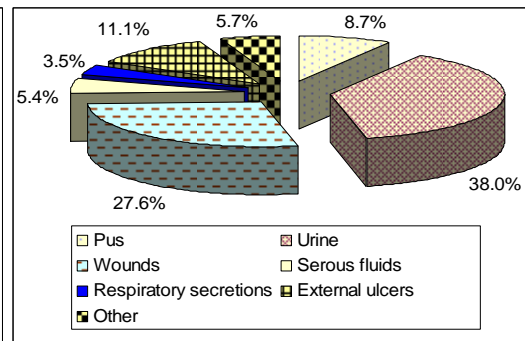 11.1%
5.7%
8.7%
3.5%
5.4%
27.6%
38.0%
Pus
Urine
Wounds
Serous fluids
Respiratory secretions
External ulcers
Other